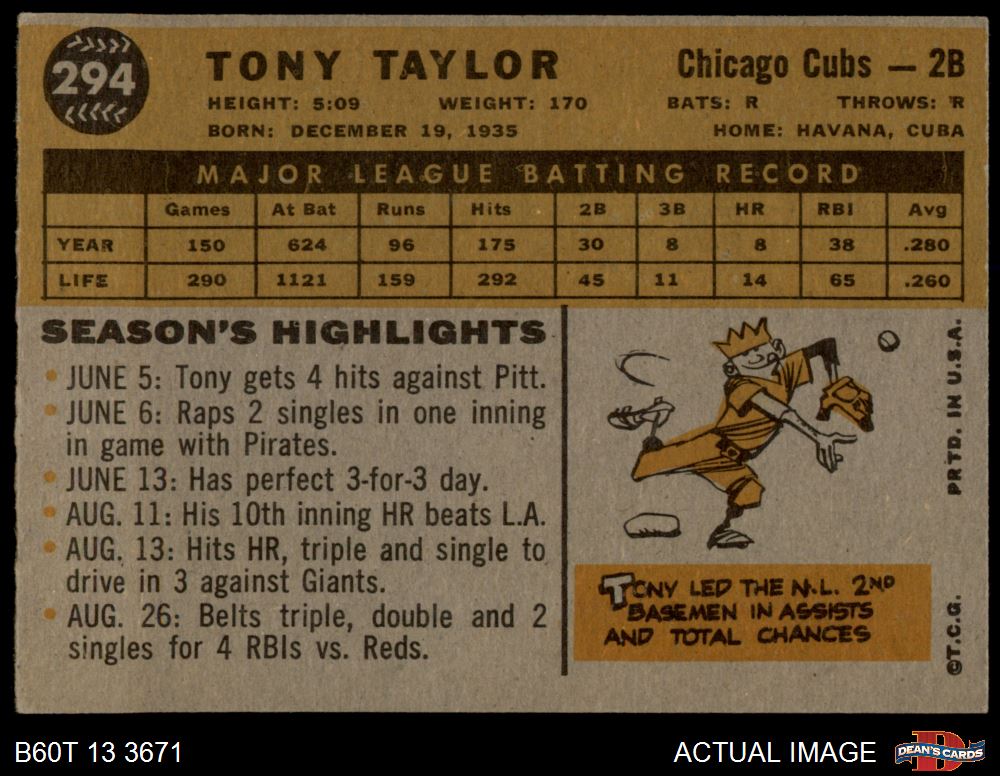 294
TONY TAYLOR
Chicago Cubs — 2B
HEIGHT: 5:09 WEIGHT: 170 BATS: R THROWS: R
BORN: DECEMBER 19, 1935 HOME: HAVANA, CUBA
MAJOR LEAGUE BATTING RECORD
Games At Bat Runs Hits 2B 3B HR RBI Avg
YEAR 150 624 96 175 30 8 8 38 .280
LIFE 290 1121 159 292 45 11 14 65 .260
SEASON'S HIGHLIGHTS
• JUNE 5: Tony gets 4 hits against Pitt.
• JUNE 6: Raps 2 singles in one inning
in game with Pirates.
• JUNE 13: Has perfect 3-for-3 day.
• AUG. 11: His 10th inning HR beats L.A.
• AUG. 13: Hits HR, triple and single to
drive in 3 against Giants.
• AUG. 26: Belts triple, double and 2
singles for 4 RBIs vs. Reds.
TONY LED THE N.L. 2ND
BASEMEN IN ASSISTS
AND TOTAL CHANCES
©T.C.G. PRTD. IN U.S.A.
B60T 13 3671
ACTUAL IMAGE
DEAN'S CARDS